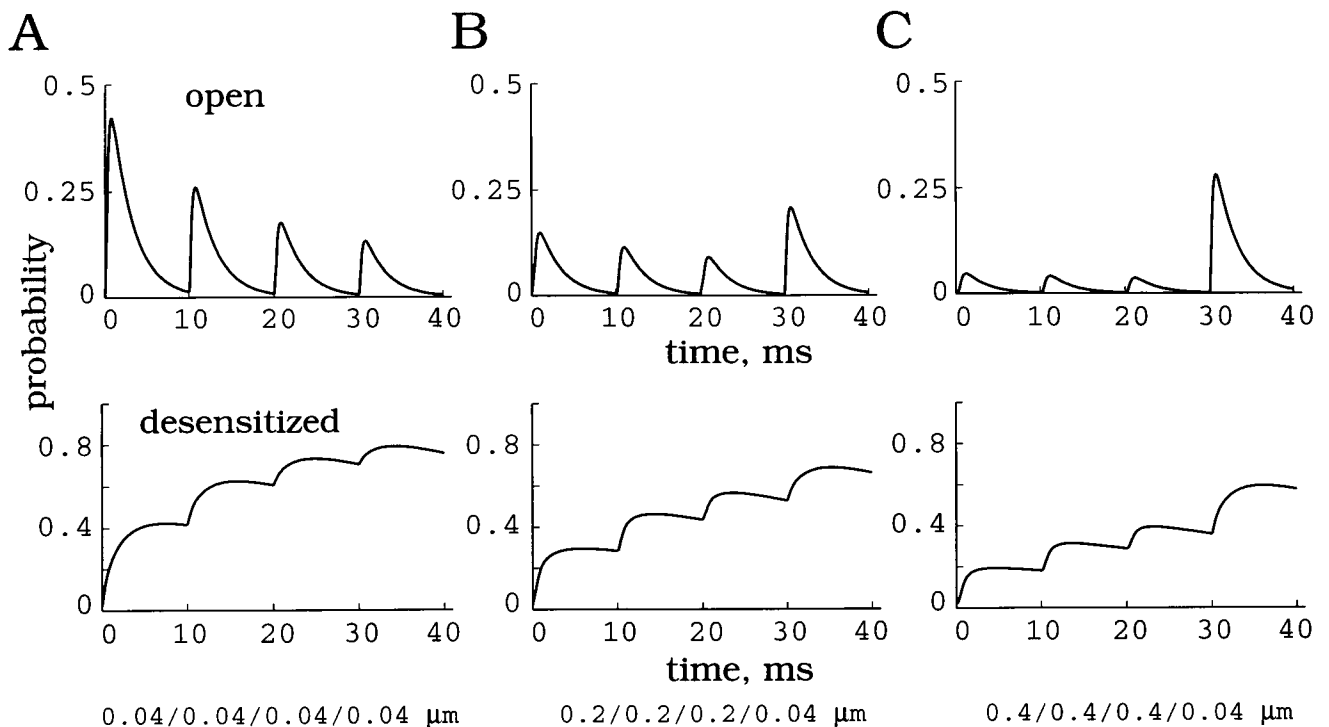 A B C
0.5 0.5 0.5
open
0.25 0.25 0.25
0 0 0
0 10 20 30 40 0 10 20 30 40 0 10 20 30 40
time, ms
probability
desensitized
0.8 0.8 0.8
0.4 0.4 0.4
0 0 0
0 10 20 30 40 0 10 20 30 40 0 10 20 30 40
time, ms
0.04/0.04/0.04/0.04 μm 0.2/0.2/0.2/0.04 μm 0.4/0.4/0.4/0.04 μm